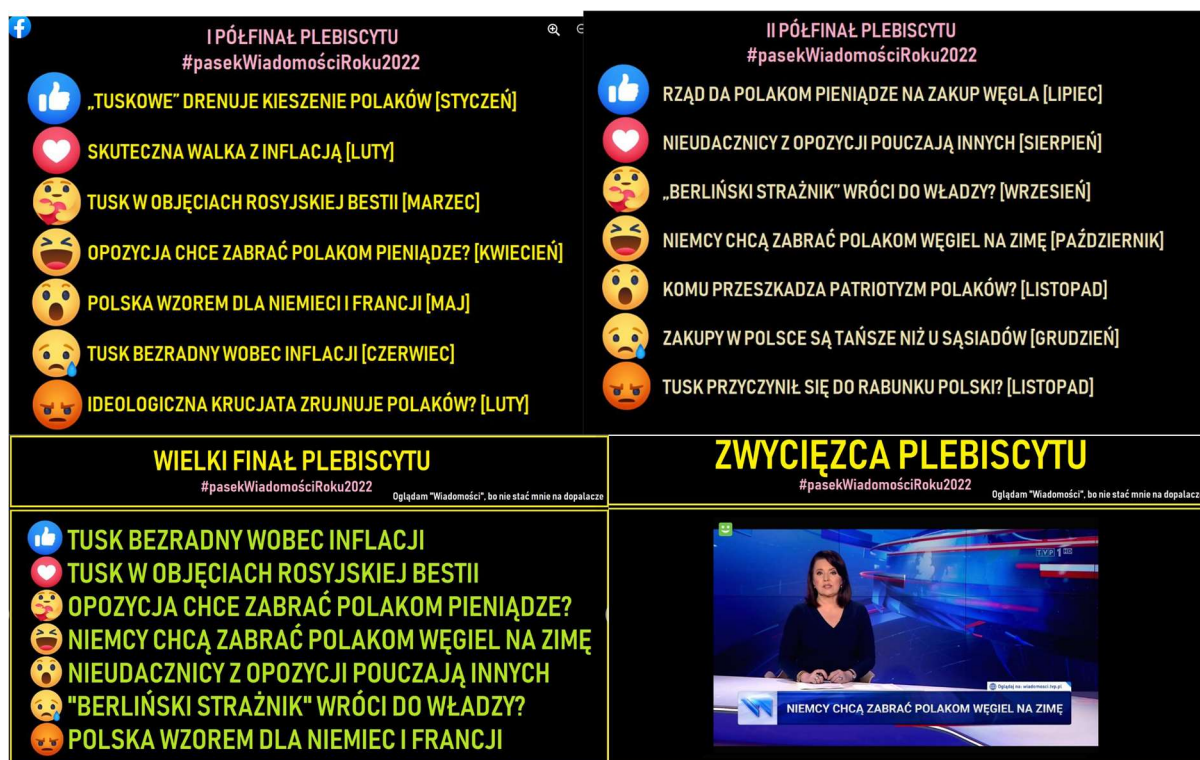 I PÓŁFINAŁ PLEBISCYTU
#pasekWiadomościRoku2022
„TUSKOWE” DRENUJE KIESZENIE POLAKÓW [STYCZEŃ]
SKUTECZNA WALKA Z INFLACJĄ [LUTY]
TUSK W OBJĘCIACH ROSYJSKIEJ BESTII [MARZEC]
OPOZYCJA CHCE ZABRAĆ POLAKOM PIENIĄDZE? [KWIECIEŃ]
POLSKA WZOREM DLA NIEMIECI I FRANCJI [MAJ]
TUSK BEZRADNY WOBEC INFLACJI [CZERWIEC]
IDEOLOGICZNA KRUCJATA ZRUJNUJE POLAKÓW? [LUTY]
II PÓŁFINAŁ PLEBISCYTU
#pasekWiadomościRoku2022
RZĄD DA POLAKOM PIENIĄDZE NA ZAKUP WĘGLA [LIPIEC]
NIEUDACZNICY Z OPOZYCJI POUCZAJĄ INNYCH [SIERPIEŃ]
„BERLIŃSKI STRAŻNIK” WRÓCI DO WŁADZY? [WRZESIEŃ]
NIEMCY CHCĄ ZABRAĆ POLAKOM WĘGIEL NA ZIMĘ [PAŹDZIERNIK]
KOMU PRZESZKADZA PATRIOTYZM POLAKÓW? [LISTOPAD]
ZAKUPY W POLSCE SĄ TAŃSZE NIŻ U SĄSIADÓW [GRUDZIEŃ]
TUSK PRZYCZYNIŁ SIĘ DO RABUNKU POLSKI? [LISTOPAD]
WIELKI FINAŁ PLEBISCYTU
#pasekWiadomościRoku2022
Oglądam "Wiadomości", bo nie stać mnie na dopalacze
TUSK BEZRADNY WOBEC INFLACJI
TUSK W OBJĘCIACH ROSYJSKIEJ BESTII
OPOZYCJA CHCE ZABRAĆ POLAKOM PIENIĄDZE?
NIEMCY CHCĄ ZABRAĆ POLAKOM WĘGIEL NA ZIMĘ
NIEUDACZNICY Z OPOZYCJI POUCZAJĄ INNYCH
"BERLIŃSKI STRAŻNIK" WRÓCI DO WŁADZY?
POLSKA WZOREM DLA NIEMIEC I FRANCJI
ZWYCIĘZCA PLEBISCYTU
#pasekWiadomościRoku2022
Oglądam "Wiadomości", bo nie stać mnie na dopalacze
TVP 1 HD
Oglądaj na: wiadomosci.tvp.pl
NIEMCY CHCĄ ZABRAĆ POLAKOM WĘGIEL NA ZIMĘ